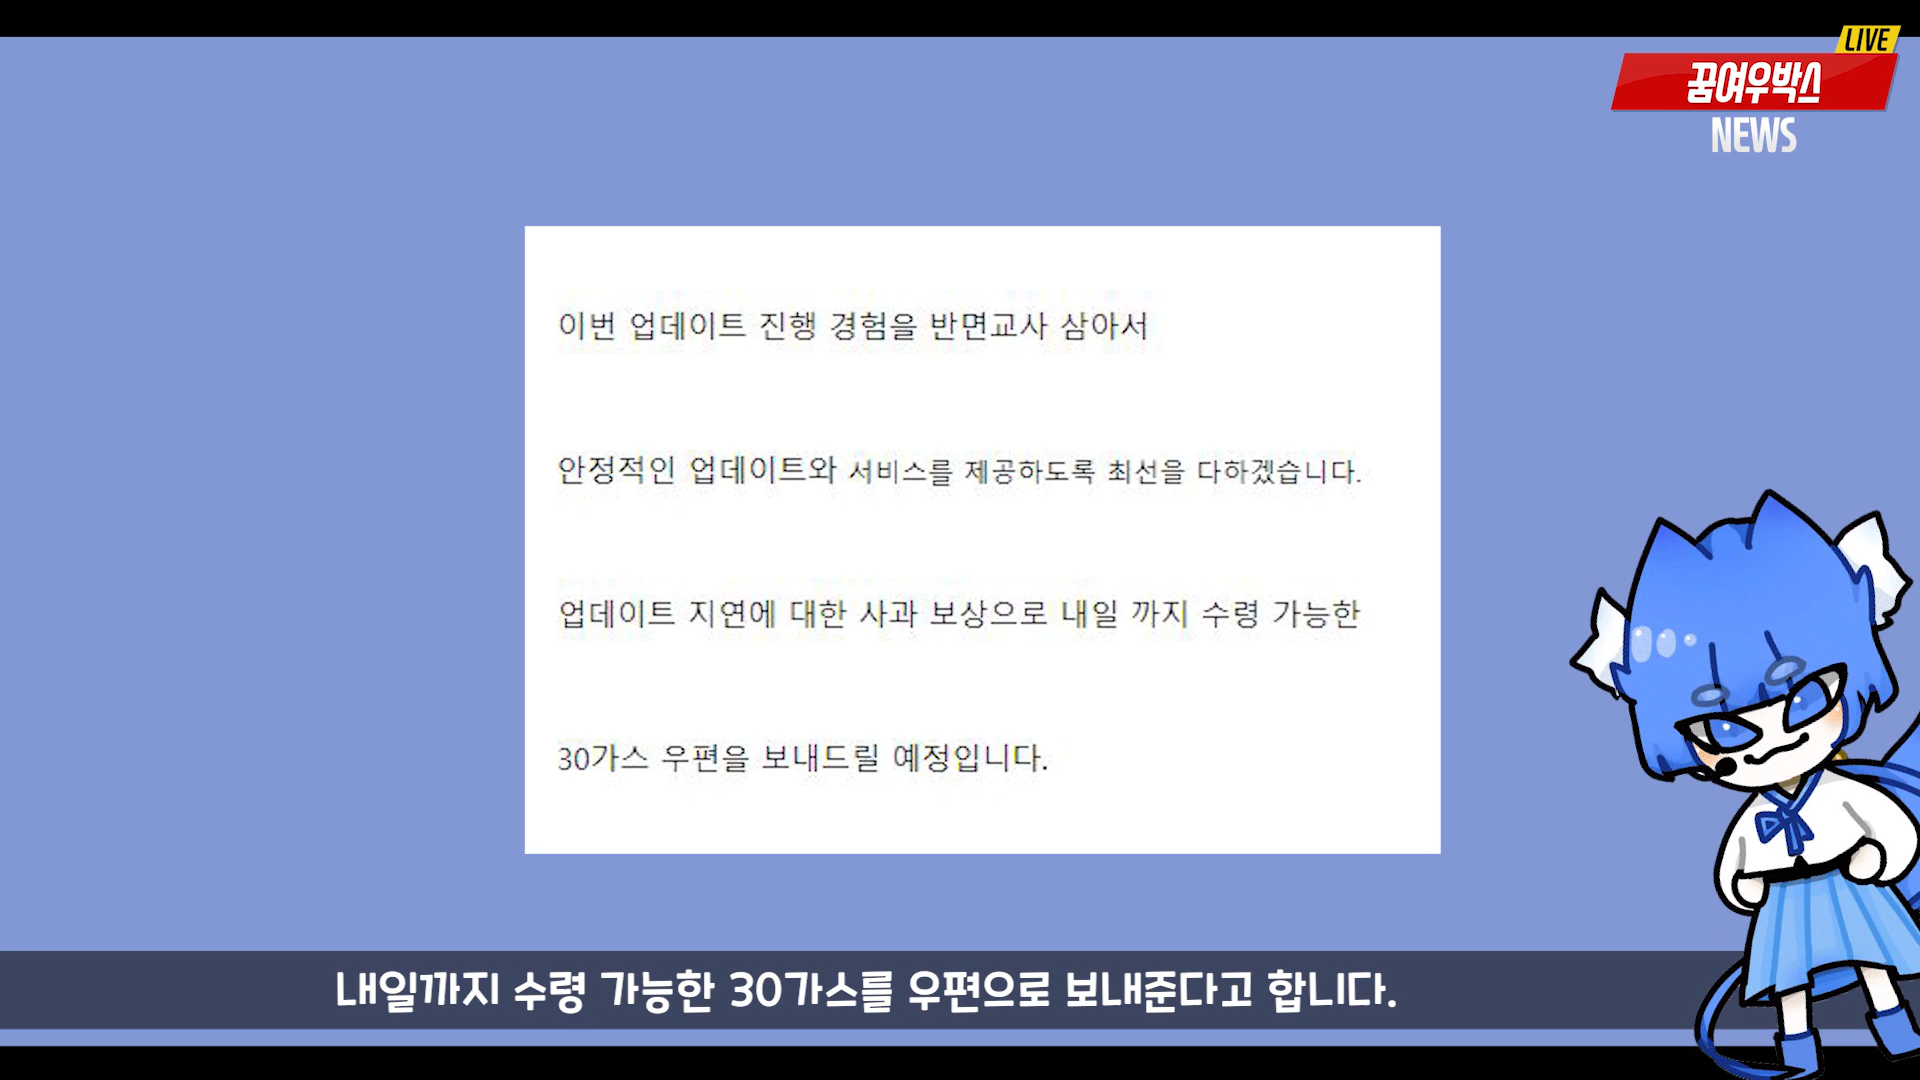 LIVE
꿈여우박스
NEWS
이번 업데이트 진행 경험을 반면교사 삼아서
안정적인 업데이트와 서비스를 제공하도록 최선을 다하겠습니다.
업데이트 지연에 대한 사과 보상으로 내일 까지 수령 가능한
30가스 우편을 보내드릴 예정입니다.
내일까지 수령 가능한 30가스를 우편으로 보내준다고 합니다.